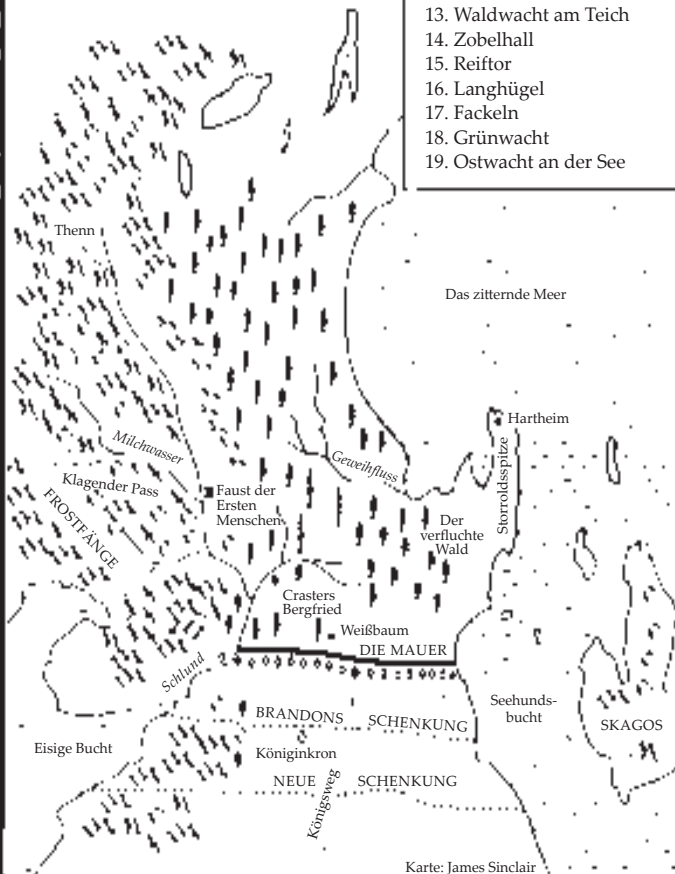 13. Waldwacht am Teich
14. Zobelhall
15. Reiftor
16. Langhügel
17. Fackeln
18. Grünwacht
19. Ostwacht an der See
Thenn
Das zitternde Meer
Hartheim
Milchwasser
Geweihfluss
Storroldsspitze
Klagender Pass
FROSTFÄNGE
Faust der
Ersten
Menschen
Der
verfluchte
Wald
Crasters
Bergfried
Weißbaum
DIE MAUER
Schlund
Seehunds-
bucht
SKAGOS
BRANDONS SCHENKUNG
Eisige Bucht
Königinkron
NEUE SCHENKUNG
Königsweg
Karte: James Sinclair